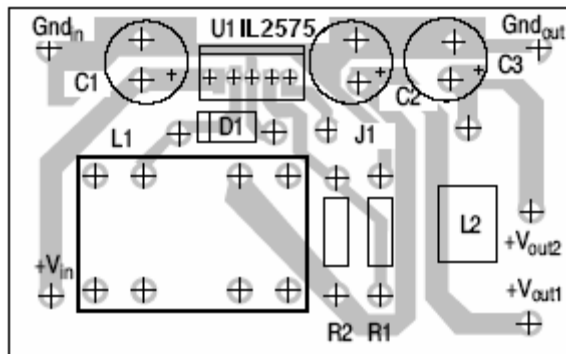 Gndin
U1 IL2575
Gndout
C1
+
+
C2
+
C3
D1
L1
J1
L2
+Vin
+Vout2
+Vout1
R2 R1